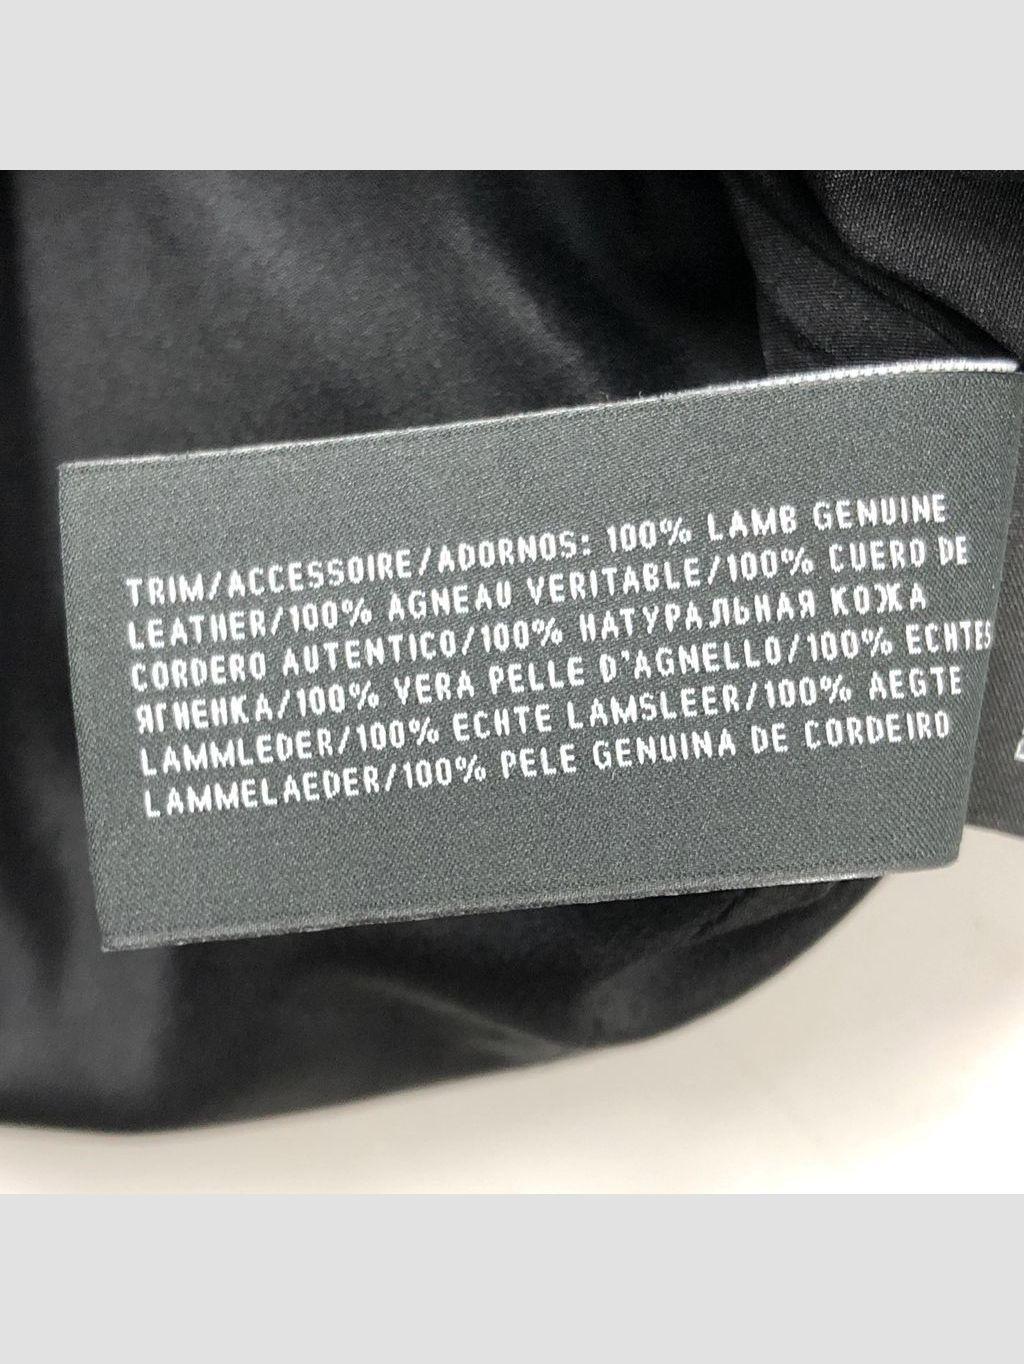 TRIM/ACCESSOIRE/ADORNOS: 100% LAMB GENUINE
LEATHER/100% AGNEAU VERITABLE/100% CUERO DE
CORDERO AUTENTICO/100% НАТУРАЛЬНАЯ КОЖА
ЯГНЕНКА/100% VERA PELLE D'AGNELLO/100% ECHTES
LAMMLEDER/100% ECHTE LAMSLEER/100% AEGTE
LAMMELAEDER/100% PELE GENUINA DE CORDEIRO